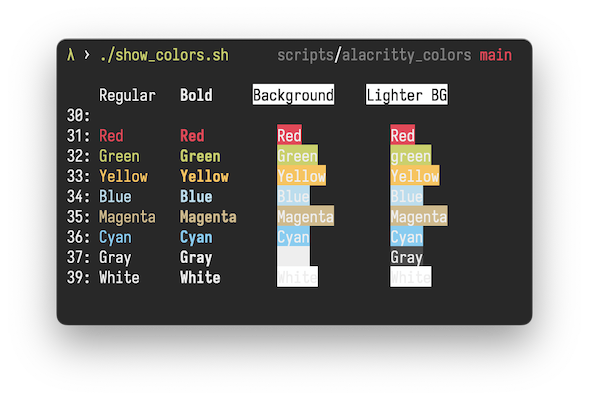 λ › ./show_colors.sh scripts/alacritty_colors main
Regular Bold Background Lighter BG
30:
31: Red Red Red Red
32: Green Green Green green
33: Yellow Yellow Yellow Yellow
34: Blue Blue Blue Blue
35: Magenta Magenta Magenta Magenta
36: Cyan Cyan Cyan Cyan
37: Gray Gray Gray
39: White White White White